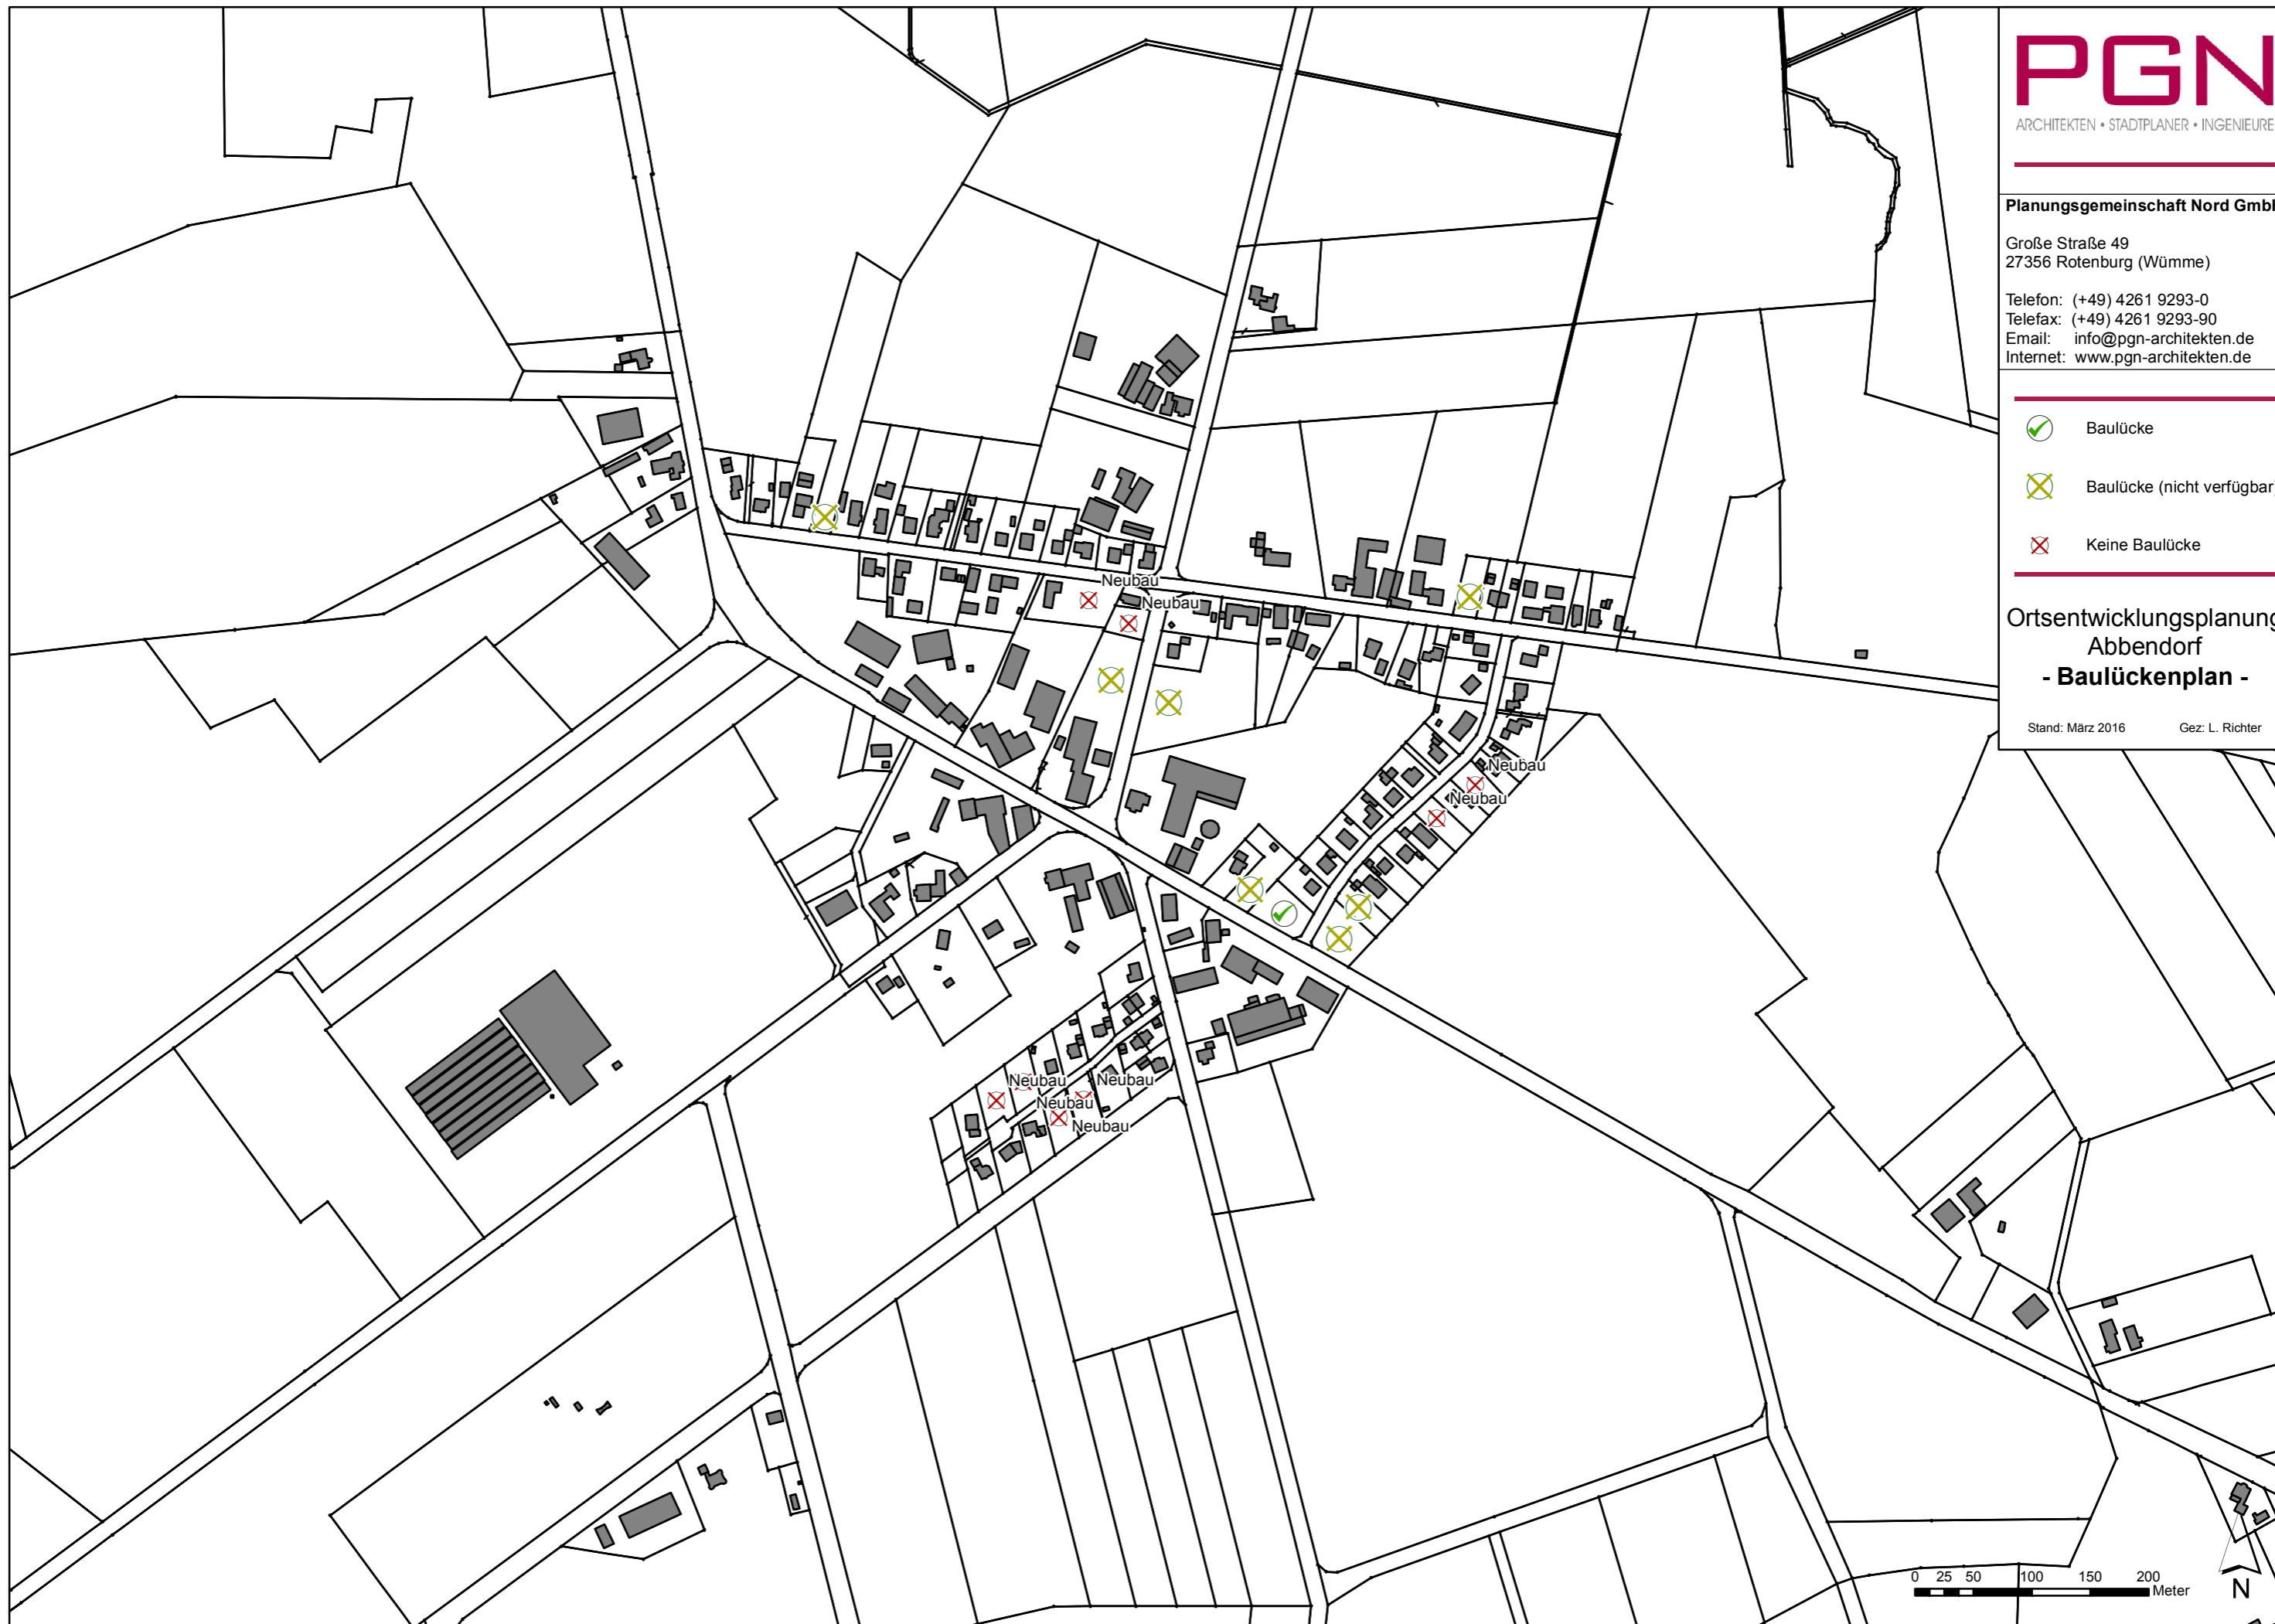 PGN
ARCHITEKTEN • STADTPLANER • INGENIEURE
Planungsgemeinschaft Nord GmbH
Große Straße 49
27356 Rotenburg (Wümme)
Telefon: (+49) 4261 9293-0
Telefax: (+49) 4261 9293-90
Email: info@pgn-architekten.de
Internet: www.pgn-architekten.de
Baulücke
Baulücke (nicht verfügbar)
Keine Baulücke
Ortsentwicklungsplanung
Abbendorf
- Baulückenplan -
Stand: März 2016 Gez: L. Richter
Neubau
Neubau
Neubau
Neubau
Neubau
Neubau
Neubau
Neubau
0 25 50 100 150 200
Meter
N